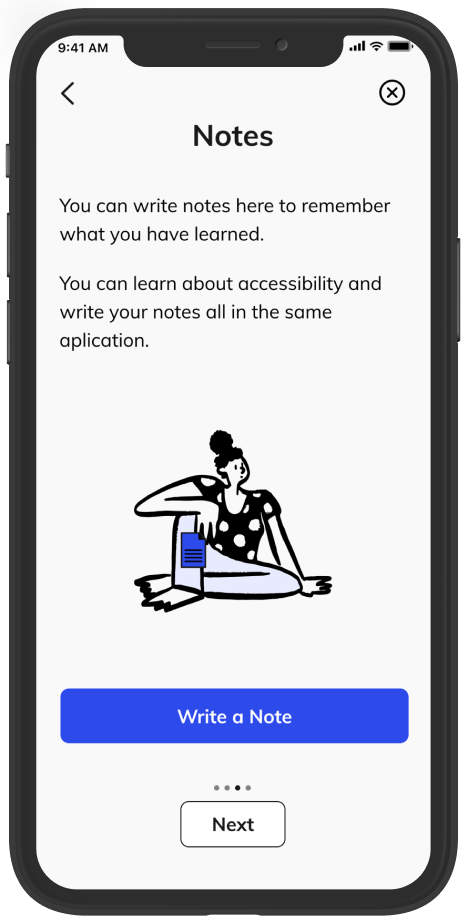 9:41 AM
Notes
You can write notes here to remember
what you have learned.
You can learn about accessibility and
write your notes all in the same
aplication.
Write a Note
Next